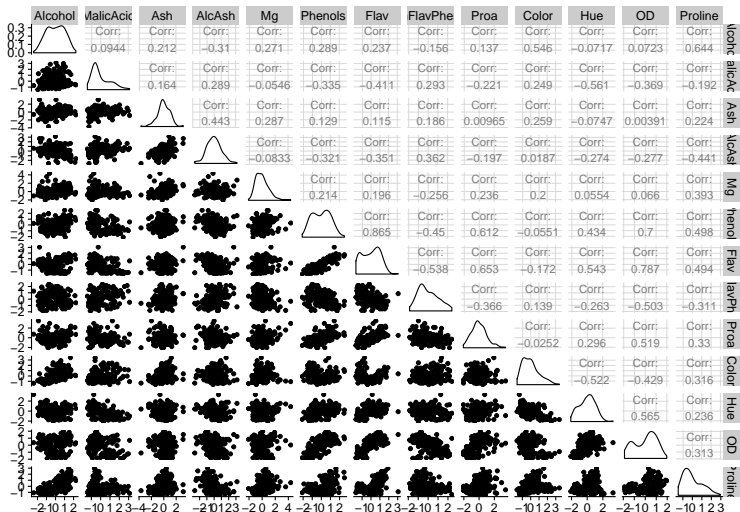 Alcohol MalicAcid Ash AlcAsh Mg Phenols Flav FlavPhe Proa Color Hue OD Proline
0.3 Corr: Corr: Corr: Corr: Corr: Corr: Corr: Corr: Corr: Corr: Corr: Corr:
0.0944 0.212 −0.31 0.271 0.289 0.237 −0.156 0.137 0.546 −0.0717 0.0723 0.644
Corr: Corr: Corr: Corr: Corr: Corr: Corr: Corr: Corr: Corr: Corr:
0.164 0.289 −0.0546 −0.335 −0.411 0.293 −0.221 0.249 −0.561 −0.369 −0.192
Corr: Corr: Corr: Corr: Corr: Corr: Corr: Corr: Corr: Corr: Ash
0.443 0.287 0.129 0.115 0.186 0.00965 0.259 −0.0747 0.00391 0.224
Corr: Corr: Corr: Corr: Corr: Corr: Corr: Corr: Corr:
−0.0833 −0.321 −0.351 0.362 −0.197 0.0187 −0.274 −0.277 −0.441
Corr: Corr: Corr: Corr: Corr: Corr: Corr: Corr: Mg
0.214 0.196 −0.256 0.236 0.2 0.0554 0.066 0.393
Corr: Corr: Corr: Corr: Corr: Corr: Corr:
0.865 −0.45 0.612 −0.0551 0.434 0.7 0.498
Corr: Corr: Corr: Corr: Corr: Corr: Flav
−0.538 0.653 −0.172 0.543 0.787 0.494
Corr: Corr: Corr: Corr: Corr:
−0.366 0.139 −0.263 −0.503 −0.311
Corr: Corr: Corr: Corr: Proa
−0.0252 0.296 0.519 0.33
Corr: Corr: Corr: Color
−0.522 −0.429 0.316
Corr: Corr: Hue
0.565 0.236
Corr: OD
0.313